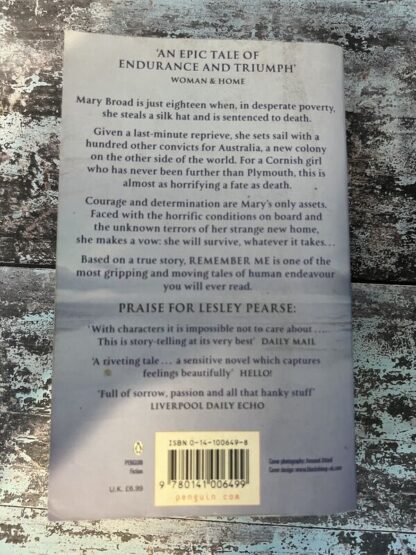 'AN EPIC TALE OF
ENDURANCE AND TRIUMPH'
WOMAN & HOME
Mary Broad is just eighteen when, in desperate poverty,
she steals a silk hat and is sentenced to death.
Given a last-minute reprieve, she sets sail with a
hundred other convicts for Australia, a new colony
on the other side of the world. For a Cornish girl
who has never been further than Plymouth, this is
almost as horrifying a fate as death.
Courage and determination are Mary's only assets.
Faced with the horrific conditions on board and
the unknown terrors of her strange new home,
she makes a vow: she will survive, whatever it takes...
Based on a true story, REMEMBER ME is one of the
most gripping and moving tales of human endeavour
you will ever read.
PRAISE FOR LESLEY PEARSE:
'With characters it is impossible not to care about ....
This is story-telling at its very best' DAILY MAIL
'A riveting tale ... a sensitive novel which captures
feelings beautifully' HELLO!
'Full of sorrow, passion and all that hanky stuff'
LIVERPOOL DAILY ECHO
PENGUIN
Fiction
U.K. £6.99
ISBN 0-14-100649-8
9 780141 006499
penguin.com
Cover photography:
Cover design: